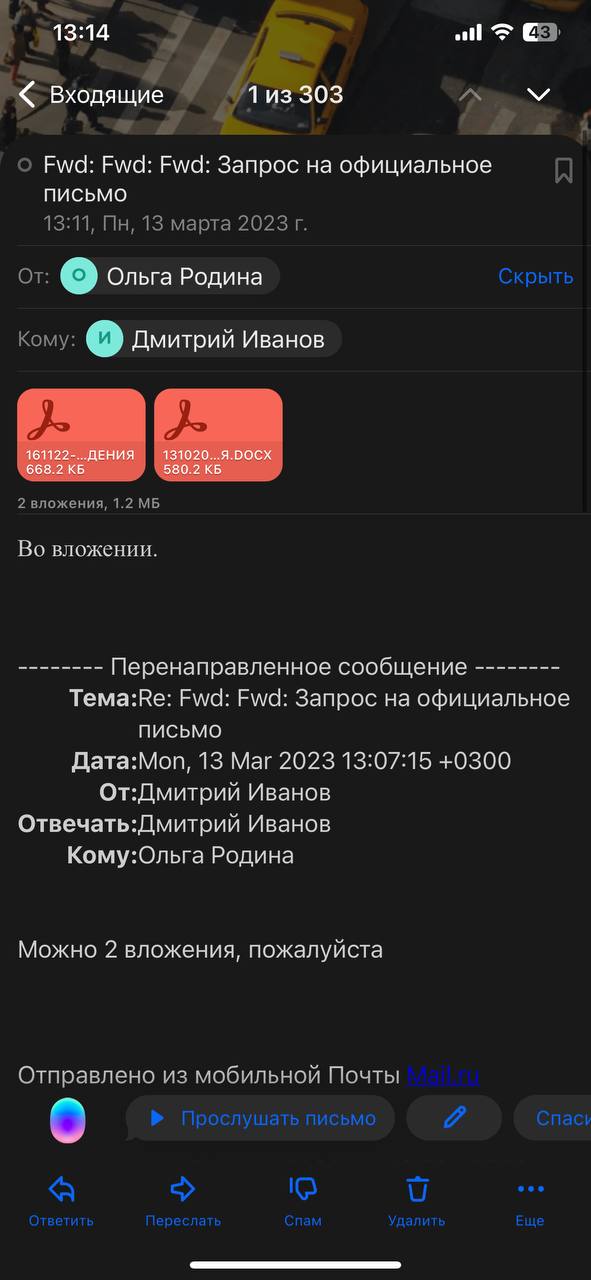 13:14
43
Входящие
1 из 303
Fwd: Fwd: Fwd: Запрос на официальное
письмо
13:11, Пн, 13 марта 2023 г.
От: О Ольга Родина
Скрыть
Кому: И Дмитрий Иванов
161122-...ДЕНИЯ
668.2 КБ
131020...Я.DOCX
580.2 КБ
2 вложения, 1.2 МБ
Во вложении.
-------- Перенаправленное сообщение --------
Тема: Re: Fwd: Fwd: Запрос на официальное
письмо
Дата: Mon, 13 Mar 2023 13:07:15 +0300
От: Дмитрий Иванов
Отвечать: Дмитрий Иванов
Кому: Ольга Родина
Можно 2 вложения, пожалуйста
Отправлено из мобильной Почты Mail.ru
Прослушать письмо
Спаси
Ответить
Переслать
Спам
Удалить
Еще